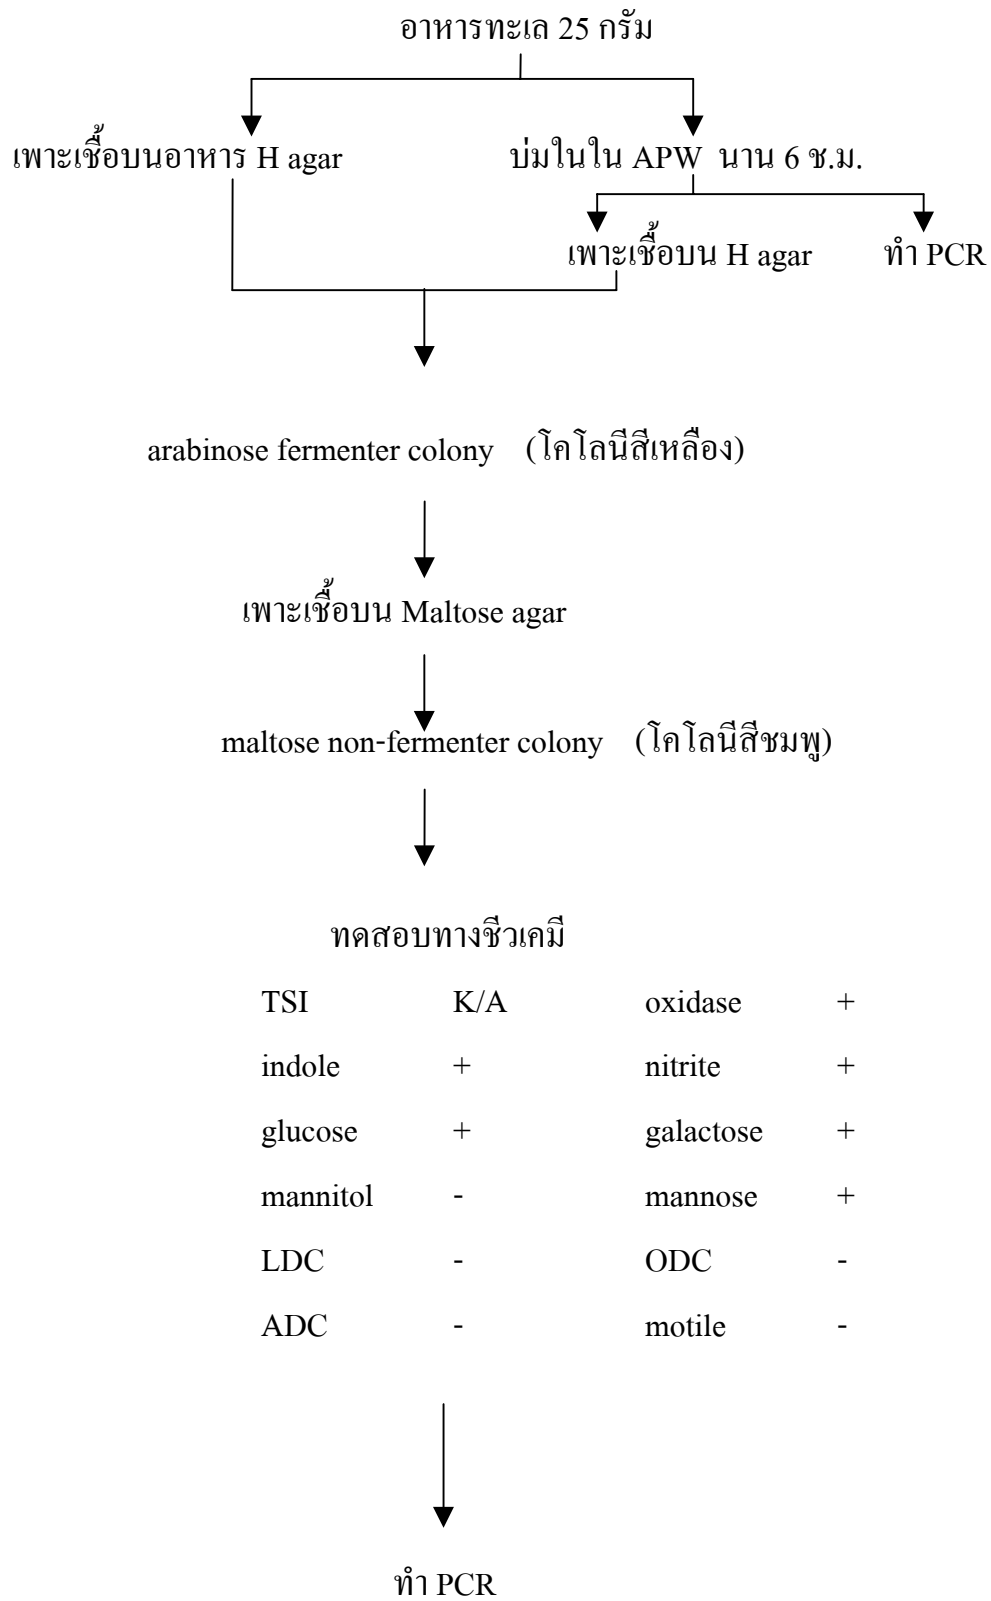 อาหารทะเล 25 กรัม
เพาะเชื้อบนอาหาร H agar บ่มในใน APW นาน 6 ช.ม.
เพาะเชื้อบน H agar ทำ PCR
arabinose fermenter colony (โคโลนีสีเหลือง)
เพาะเชื้อบน Maltose agar
maltose non-fermenter colony (โคโลนีสีชมพู)
ทดสอบทางชีวเคมี
TSI K/A oxidase +
indole + nitrite +
glucose + galactose +
mannitol - mannose +
LDC - ODC -
ADC - motile -
ทำ PCR